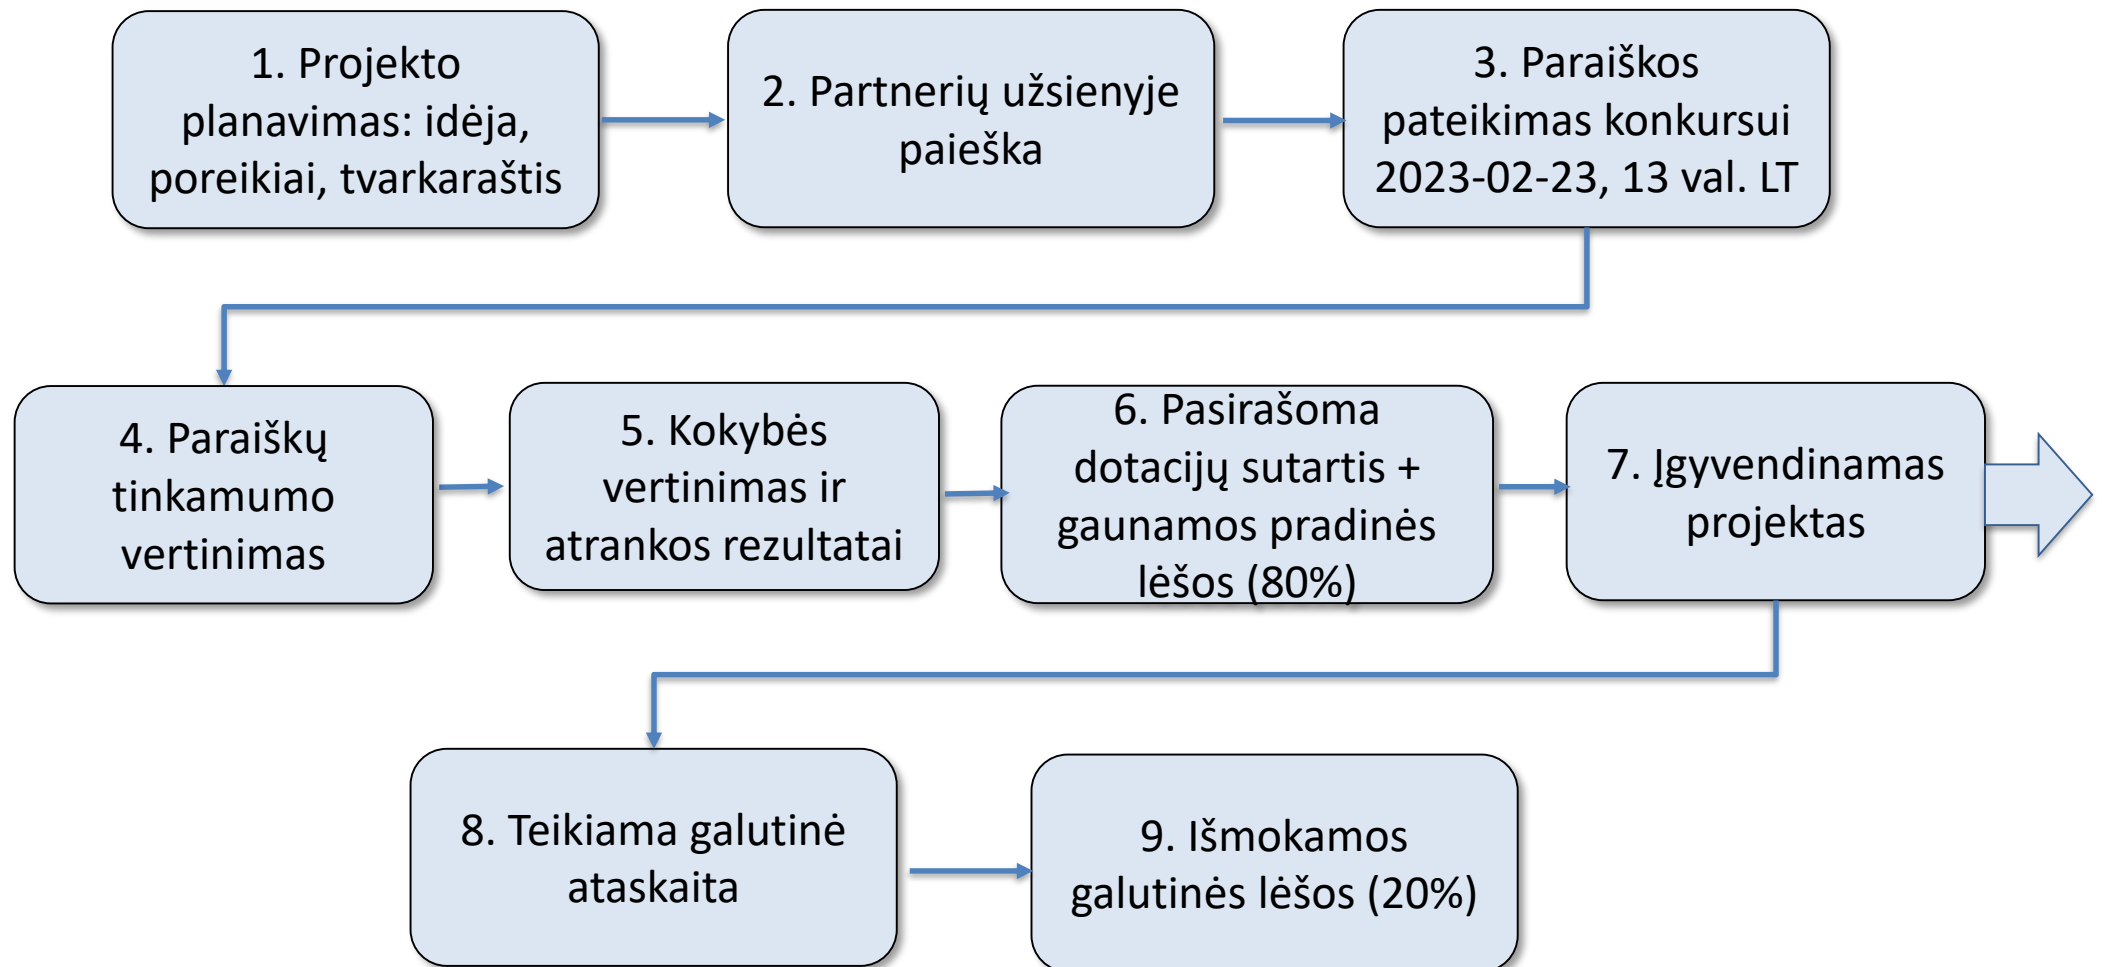 1. Projekto
planavimas: idėja,
poreikiai, tvarkaraštis
2. Partnerių užsienyje
paieška
3. Paraiškos
pateikimas konkursui
2023-02-23, 13 val. LT
4. Paraiškų
tinkamumo
vertinimas
5. Kokybės
vertinimas ir
atrankos rezultatai
6. Pasirašoma
dotacijų sutartis +
gaunamos pradinės
lėšos (80%)
7. Įgyvendinamas
projektas
8. Teikiama galutinė
ataskaita
9. Išmokamos
galutinės lėšos (20%)